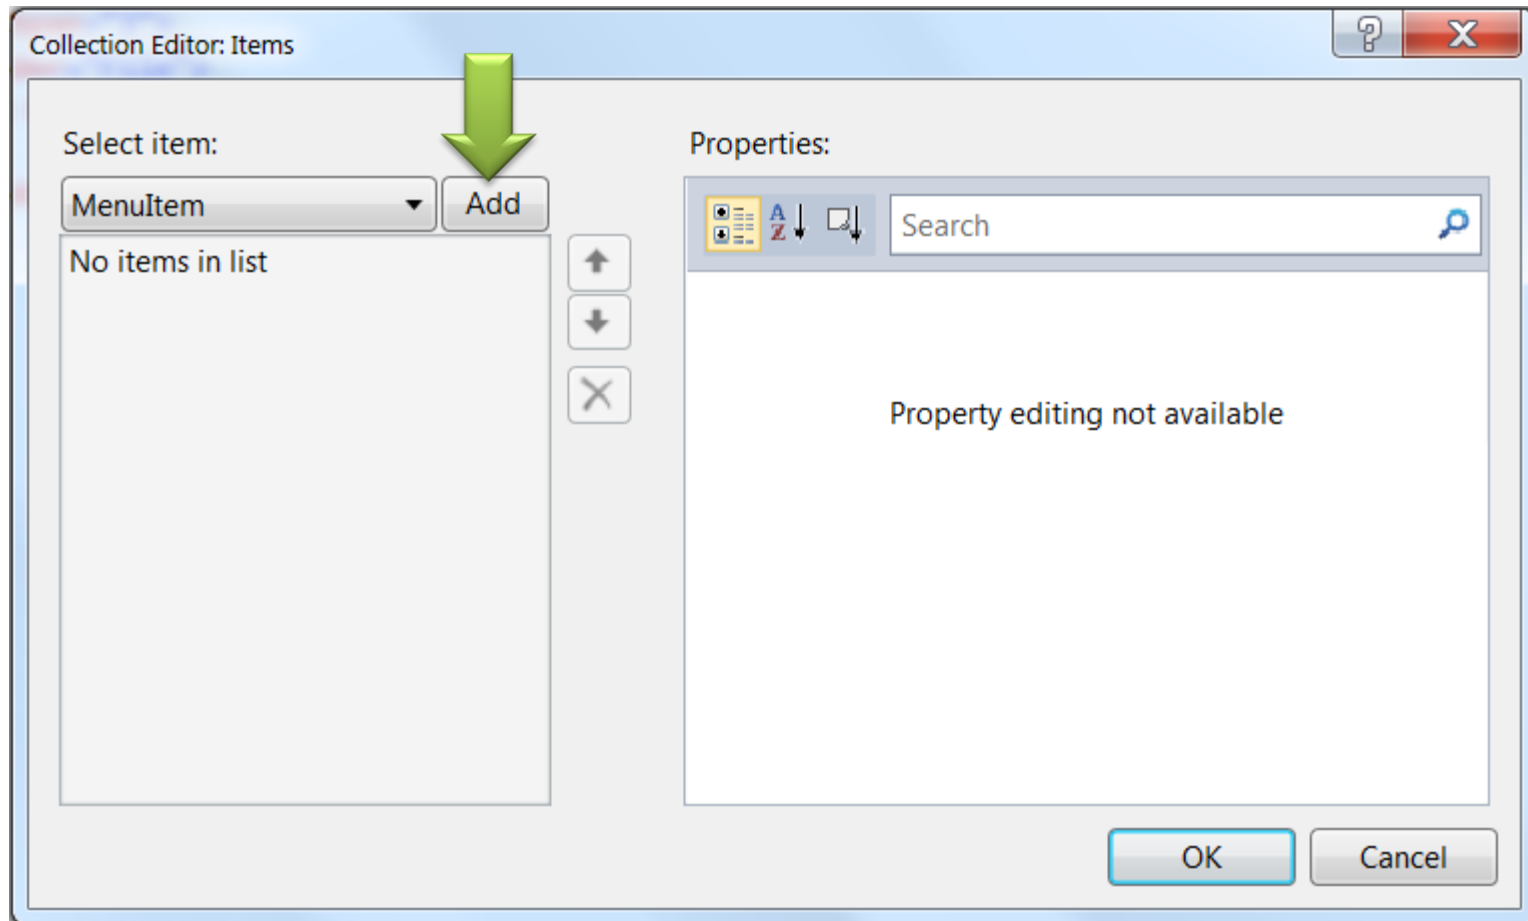 Collection Editor: Items
Select item:
Properties:
MenuItem
Add
Search
No items in list
Property editing not available
OK
Cancel